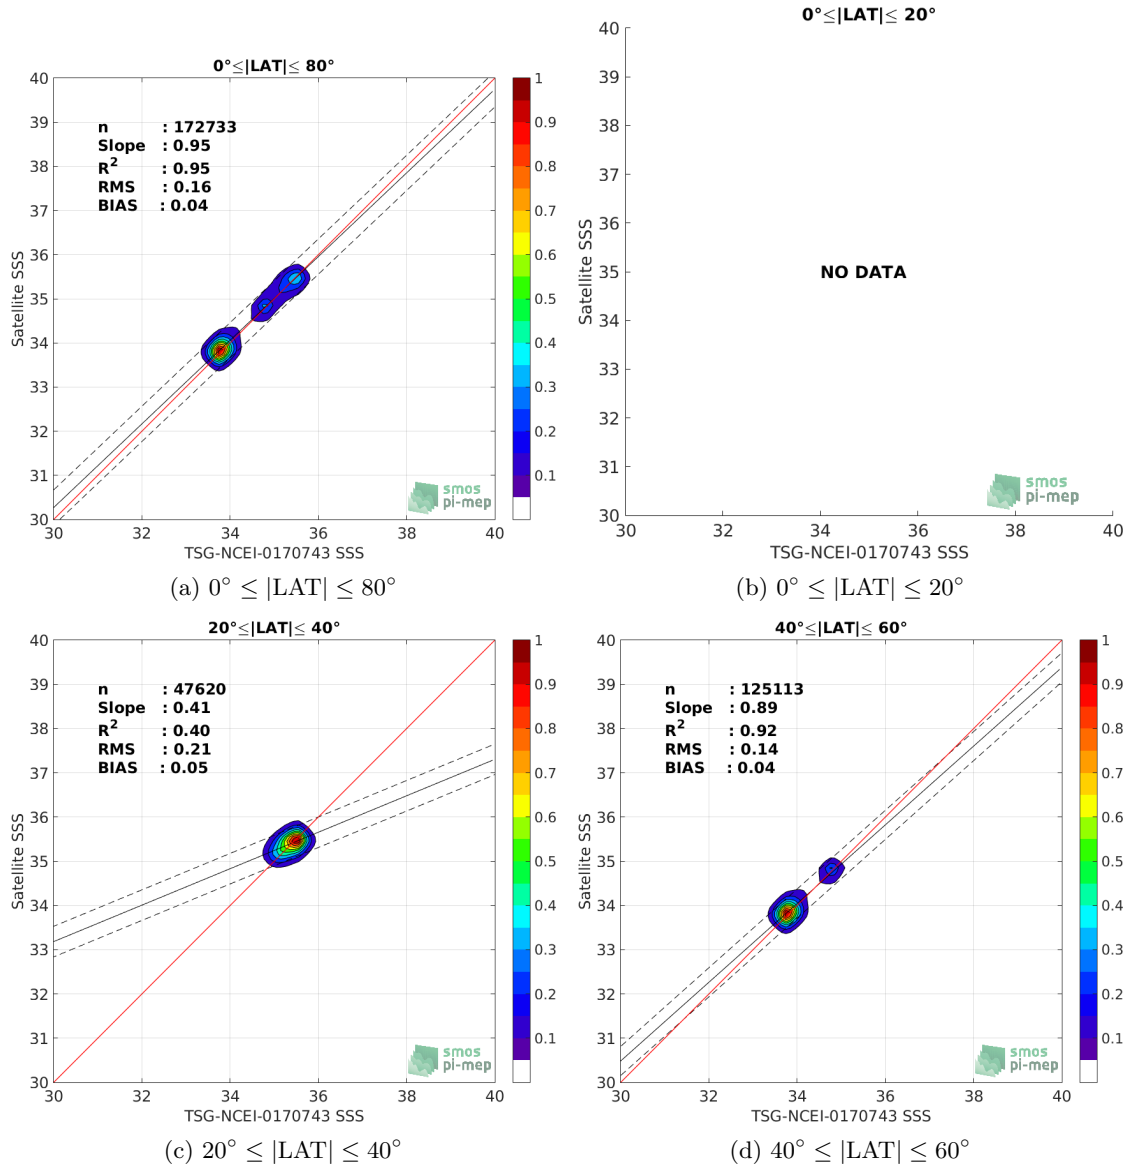 0°≤|LAT|≤ 80°
40
39
38
37
36
35
34
33
32
31
30
30 32 34 36 38 40
Satellite SSS
TSG-NCEI-0170743 SSS
n : 172733
Slope : 0.95
R² : 0.95
RMS : 0.16
BIAS : 0.04
1
0.9
0.8
0.7
0.6
0.5
0.4
0.3
0.2
0.1
smos
pi-mep
(a) 0° ≤ |LAT| ≤ 80°
0°≤|LAT|≤ 20°
40
39
38
37
36
35
34
33
32
31
30
30 32 34 36 38 40
Satellite SSS
TSG-NCEI-0170743 SSS
NO DATA
smos
pi-mep
(b) 0° ≤ |LAT| ≤ 20°
20°≤|LAT|≤ 40°
40
39
38
37
36
35
34
33
32
31
30
30 32 34 36 38 40
Satellite SSS
TSG-NCEI-0170743 SSS
n : 47620
Slope : 0.41
R² : 0.40
RMS : 0.21
BIAS : 0.05
1
0.9
0.8
0.7
0.6
0.5
0.4
0.3
0.2
0.1
smos
pi-mep
(c) 20° ≤ |LAT| ≤ 40°
40°≤|LAT|≤ 60°
40
39
38
37
36
35
34
33
32
31
30
30 32 34 36 38 40
Satellite SSS
TSG-NCEI-0170743 SSS
n : 125113
Slope : 0.89
R² : 0.92
RMS : 0.14
BIAS : 0.04
1
0.9
0.8
0.7
0.6
0.5
0.4
0.3
0.2
0.1
smos
pi-mep
(d) 40° ≤ |LAT| ≤ 60°